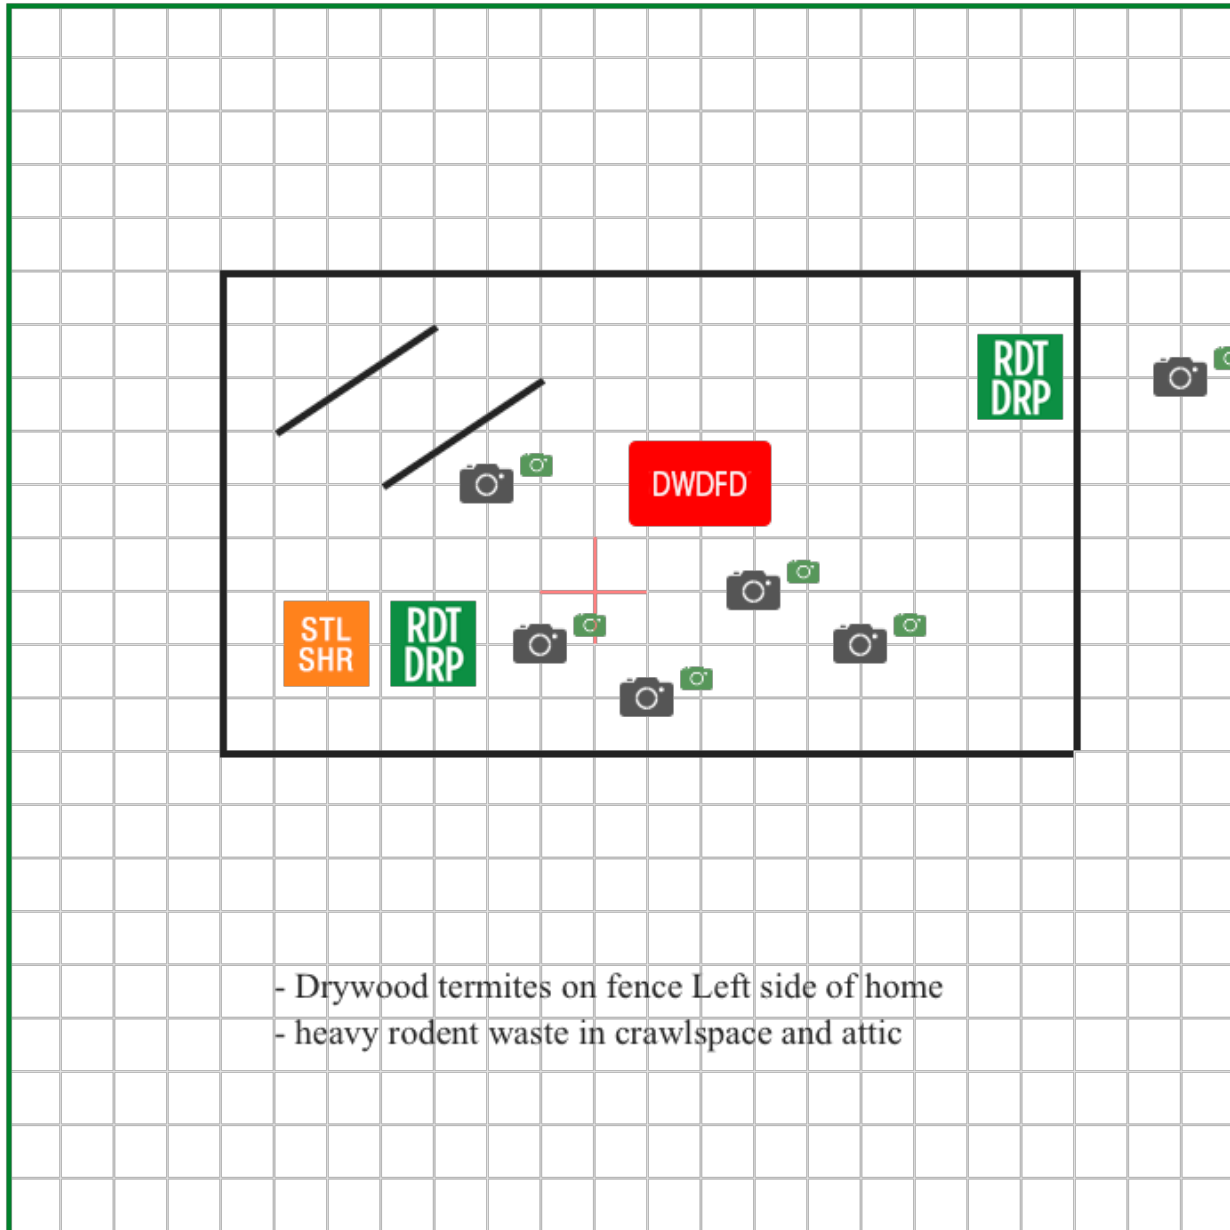 RDT
DRP
DWDFD
STL
SHR
RDT
DRP
- Drywood termites on fence Left side of home
- heavy rodent waste in crawlspace and attic